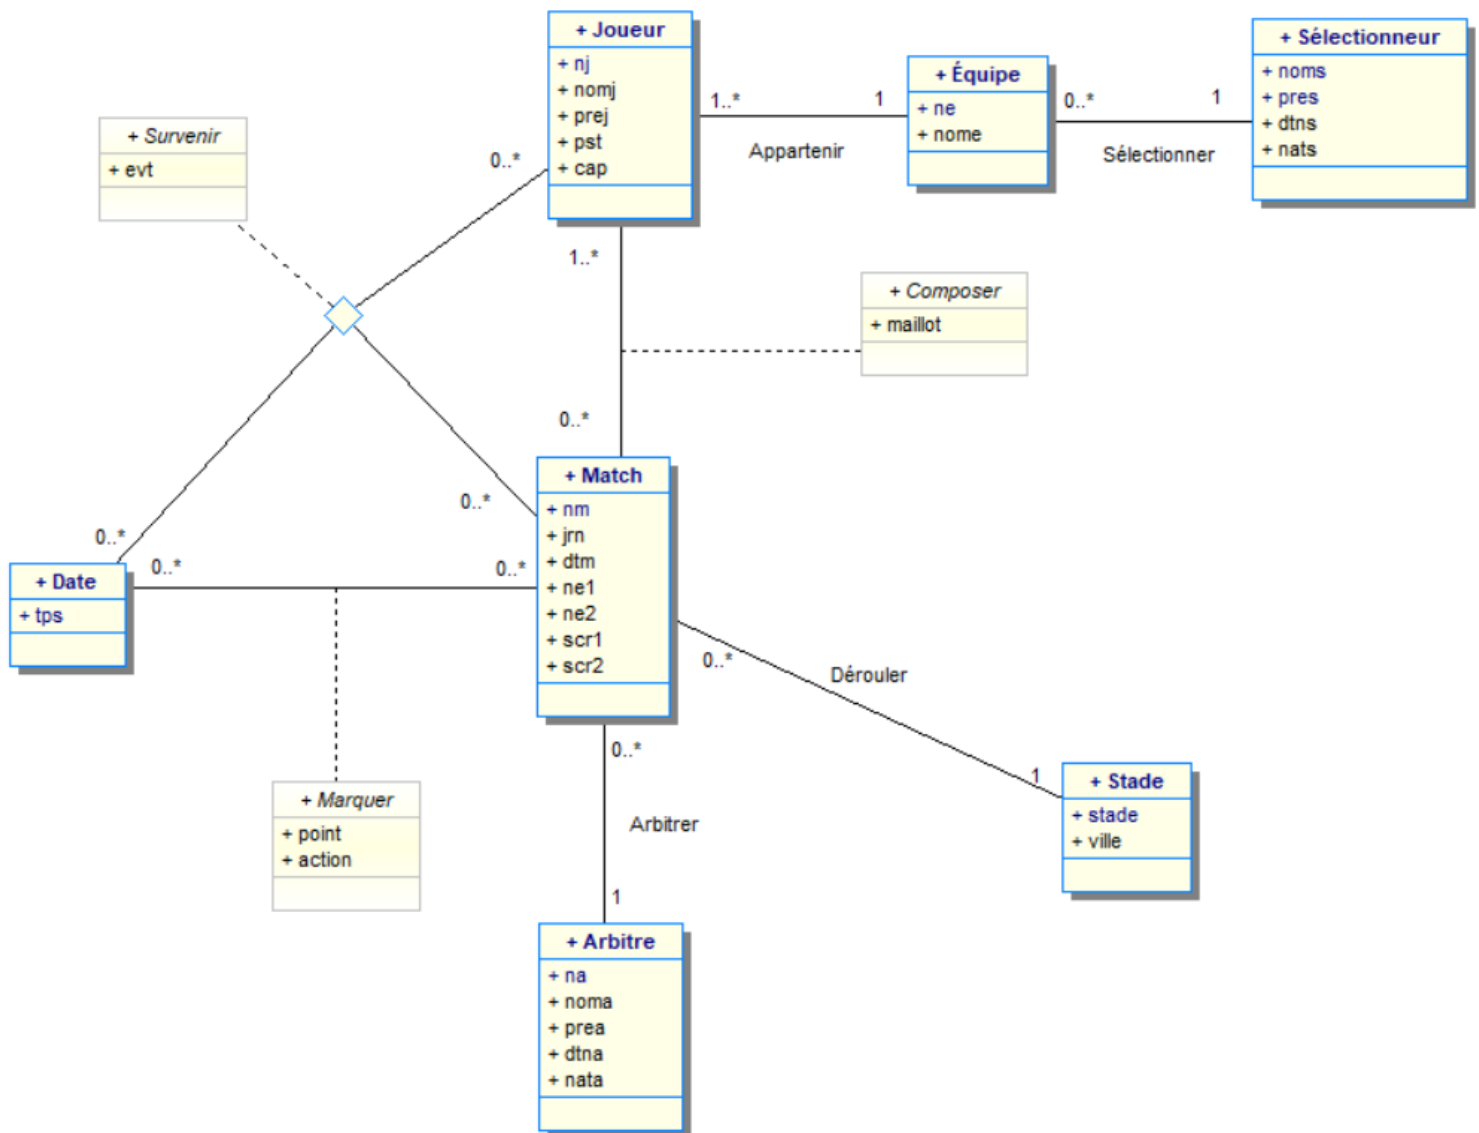 + Joueur
+ nj
+ nomj
+ prej
+ pst
+ cap
1..*
1
Appartenir
+ Équipe
+ ne
+ nome
0..*
1
Sélectionner
+ Sélectionneur
+ noms
+ pres
+ dtns
+ nats
+ Survenir
+ evt
0..*
1..*
+ Composer
+ maillot
0..*
0..*
0..*
+ Match
+ nm
+ jrn
+ dtm
+ ne1
+ ne2
+ scr1
+ scr2
+ Date
+ tps
0..*
0..*
0..*
Dérouler
1
+ Stade
+ stade
+ ville
+ Marquer
+ point
+ action
0..*
Arbitrer
1
+ Arbitre
+ na
+ noma
+ prea
+ dtna
+ nata